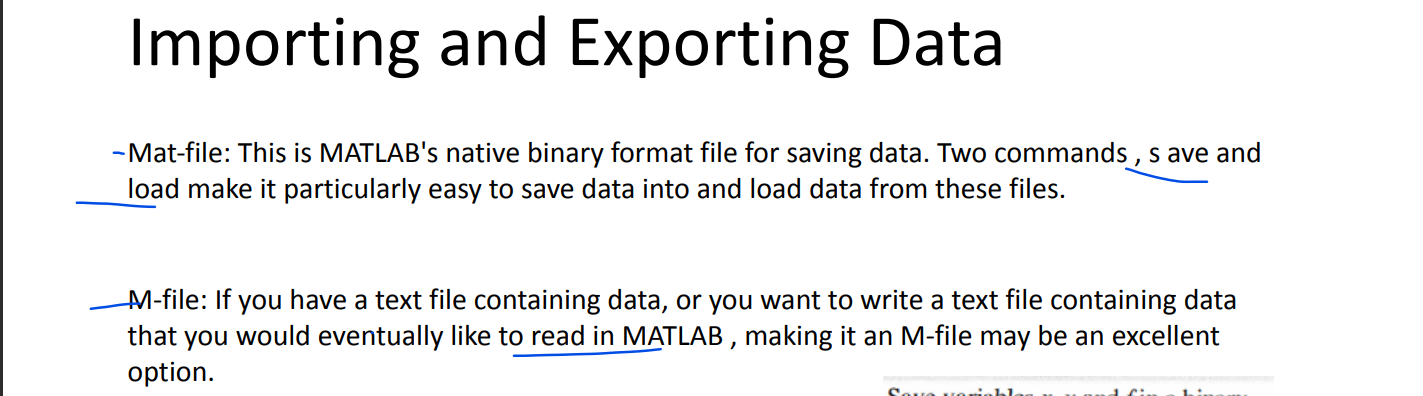 Importing and Exporting Data
Mat-file: This is MATLAB's native binary format file for saving data. Two commands , s ave and
load make it particularly easy to save data into and load data from these files.
M-file: If you have a text file containing data, or you want to write a text file containing data
that you would eventually like to read in MATLAB , making it an M-file may be an excellent
option.